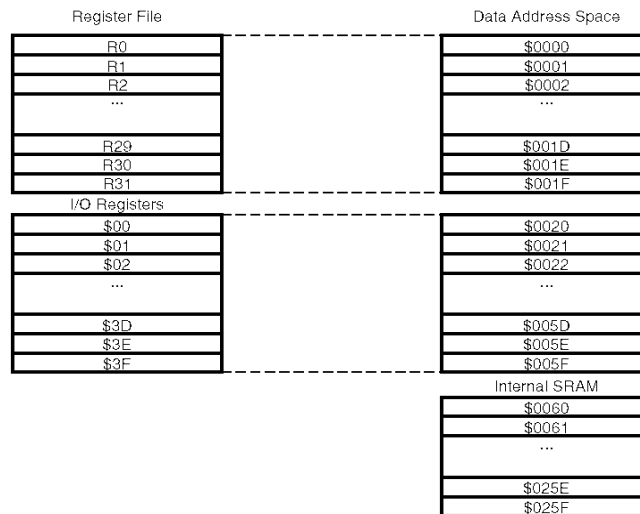 Register File
Data Address Space
R0
$0000
R1
$0001
R2
$0002
...
...
R29
$001D
R30
$001E
R31
$001F
I/O Registers
$00
$0020
$01
$0021
$02
$0022
...
...
$3D
$005D
$3E
$005E
$3F
$005F
Internal SRAM
$0060
$0061
...
$025E
$025F